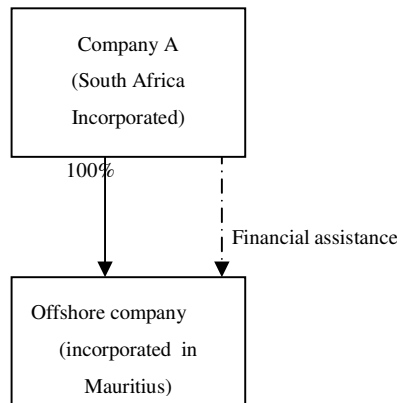 Company A
(South Africa
Incorporated)
100%
Financial assistance
Offshore company
(incorporated in
Mauritius)